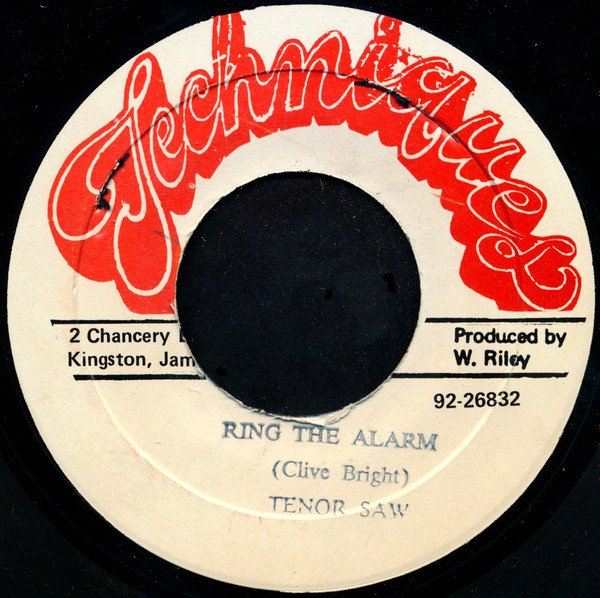 Techniques
2 Chancery L
Kingston, Jam
Produced by
W. Riley
92-26832
RING THE ALARM
(Clive Bright)
TENOR SAW